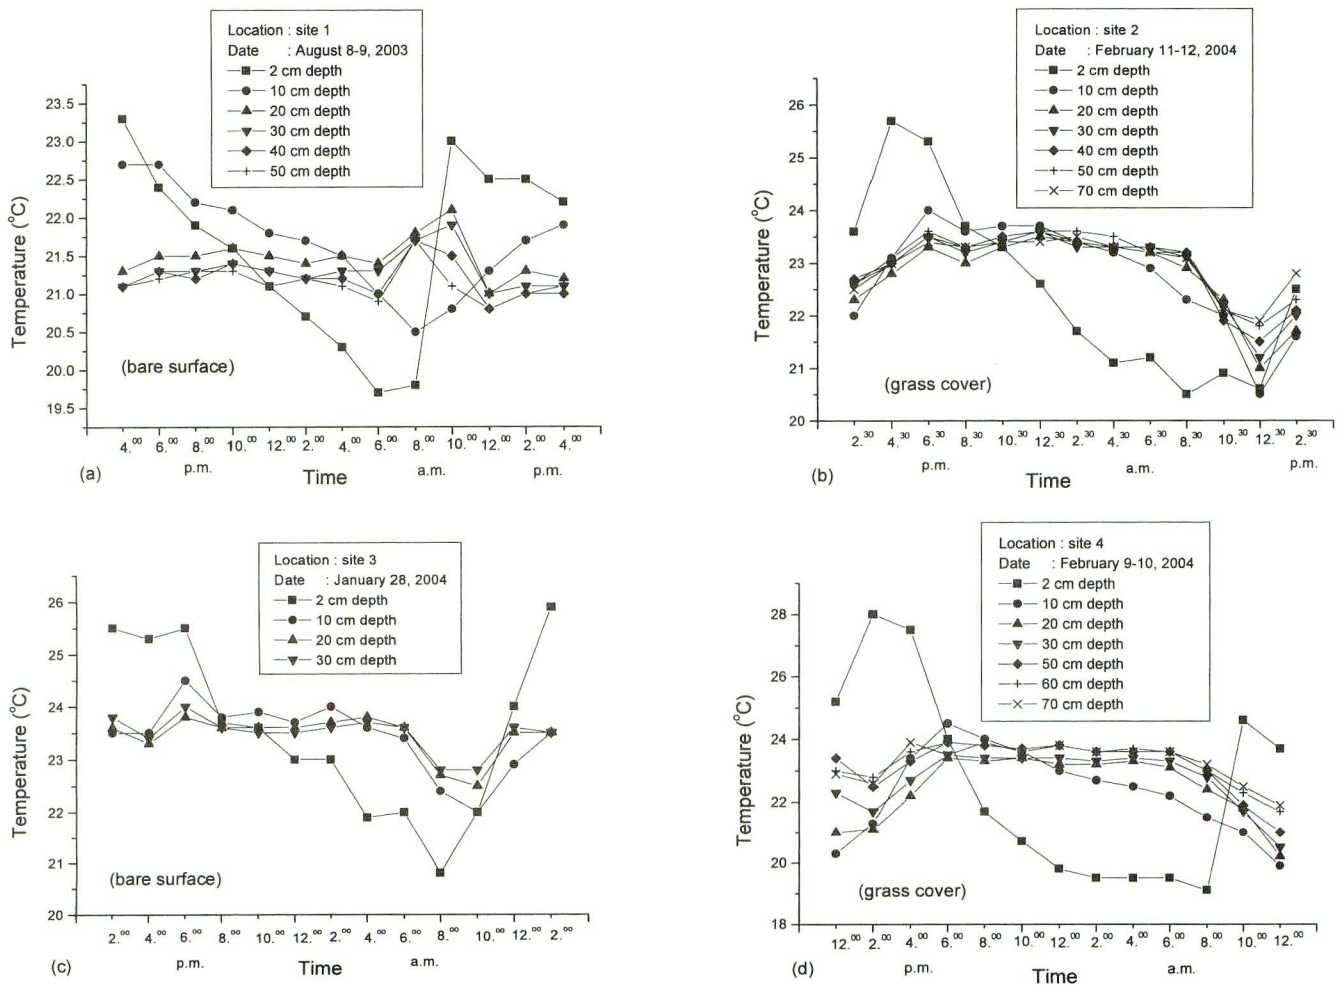 Location : site 1
Date : August 8-9, 2003
2 cm depth
10 cm depth
20 cm depth
30 cm depth
40 cm depth
50 cm depth
23.5
23.0
22.5
22.0
21.5
21.0
20.5
20.0
19.5
Temperature (°C)
(bare surface)
4.00 6.00 8.00 10.00 12.00 2.00 4.00 6.00 8.00 10.00 12.00 2.00 4.00
p.m. a.m. p.m.
(a) Time
Location : site 2
Date : February 11-12, 2004
2 cm depth
10 cm depth
20 cm depth
30 cm depth
40 cm depth
50 cm depth
70 cm depth
26
25
24
23
22
21
20
Temperature (°C)
(grass cover)
2.30 4.30 6.30 8.30 10.30 12.30 2.30 4.30 6.30 8.30 10.30 12.30 2.30
p.m. a.m. p.m.
(b) Time
Location : site 3
Date : January 28, 2004
2 cm depth
10 cm depth
20 cm depth
30 cm depth
26
25
24
23
22
21
20
Temperature (°C)
(bare surface)
2.00 4.00 6.00 8.00 10.00 12.00 2.00 4.00 6.00 8.00 10.00 12.00 2.00
p.m. a.m.
(c) Time
Location : site 4
Date : February 9-10, 2004
2 cm depth
10 cm depth
20 cm depth
30 cm depth
50 cm depth
60 cm depth
70 cm depth
28
26
24
22
20
18
Temperature (°C)
(grass cover)
12.00 2.00 4.00 6.00 8.00 10.00 12.00 2.00 4.00 6.00 8.00 10.00 12.00
p.m. a.m.
(d) Time